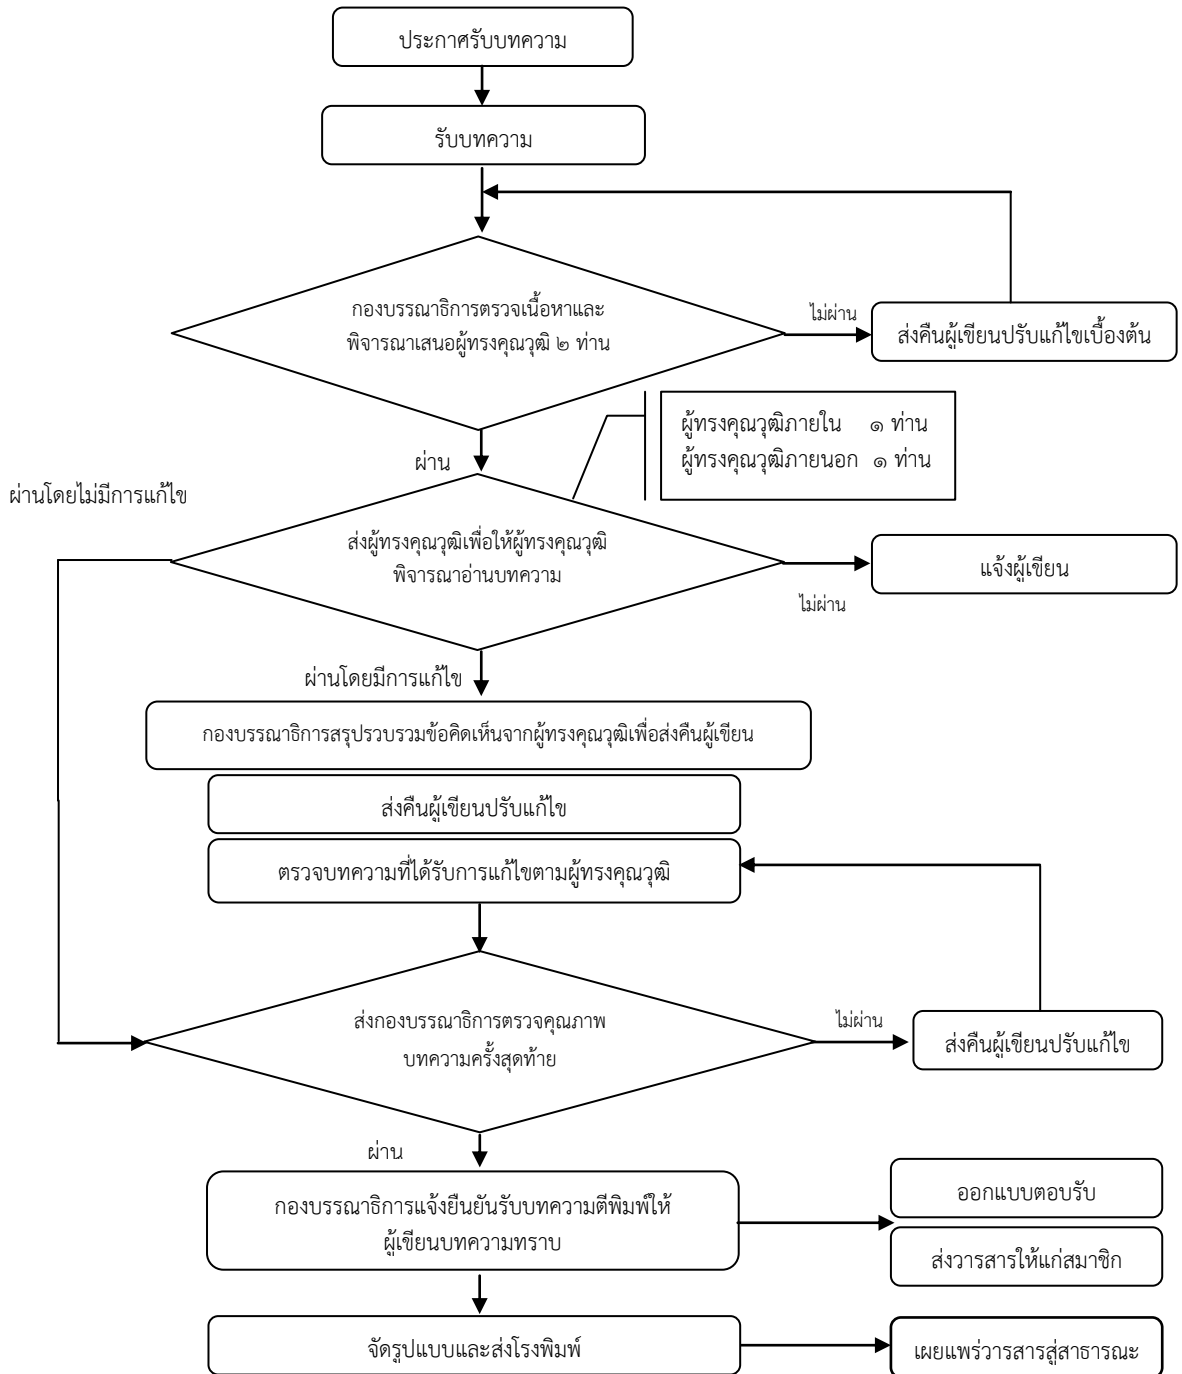 ประกาศรับบทความ
รับบทความ
กองบรรณาธิการตรวจเนื้อหาและ
พิจารณาเสนอผู้ทรงคุณวุฒิ ๒ ท่าน
ไม่ผ่าน
ส่งคืนผู้เขียนปรับแก้ไขเบื้องต้น
ผู้ทรงคุณวุฒิภายใน ๑ ท่าน
ผู้ทรงคุณวุฒิภายนอก ๑ ท่าน
ผ่าน
ผ่านโดยไม่มีการแก้ไข
ส่งผู้ทรงคุณวุฒิเพื่อให้ผู้ทรงคุณวุฒิ
พิจารณาอ่านบทความ
แจ้งผู้เขียน
ไม่ผ่าน
ผ่านโดยมีการแก้ไข
กองบรรณาธิการสรุปรวบรวมข้อคิดเห็นจากผู้ทรงคุณวุฒิเพื่อส่งคืนผู้เขียน
ส่งคืนผู้เขียนปรับแก้ไข
ตรวจบทความที่ได้รับการแก้ไขตามผู้ทรงคุณวุฒิ
ส่งกองบรรณาธิการตรวจคุณภาพ
บทความครั้งสุดท้าย
ไม่ผ่าน
ส่งคืนผู้เขียนปรับแก้ไข
ผ่าน
กองบรรณาธิการแจ้งยืนยันรับบทความตีพิมพ์ให้
ผู้เขียนบทความทราบ
ออกแบบตอบรับ
ส่งวารสารให้แก่สมาชิก
จัดรูปแบบและส่งโรงพิมพ์
เผยแพร่วารสารสู่สาธารณะ